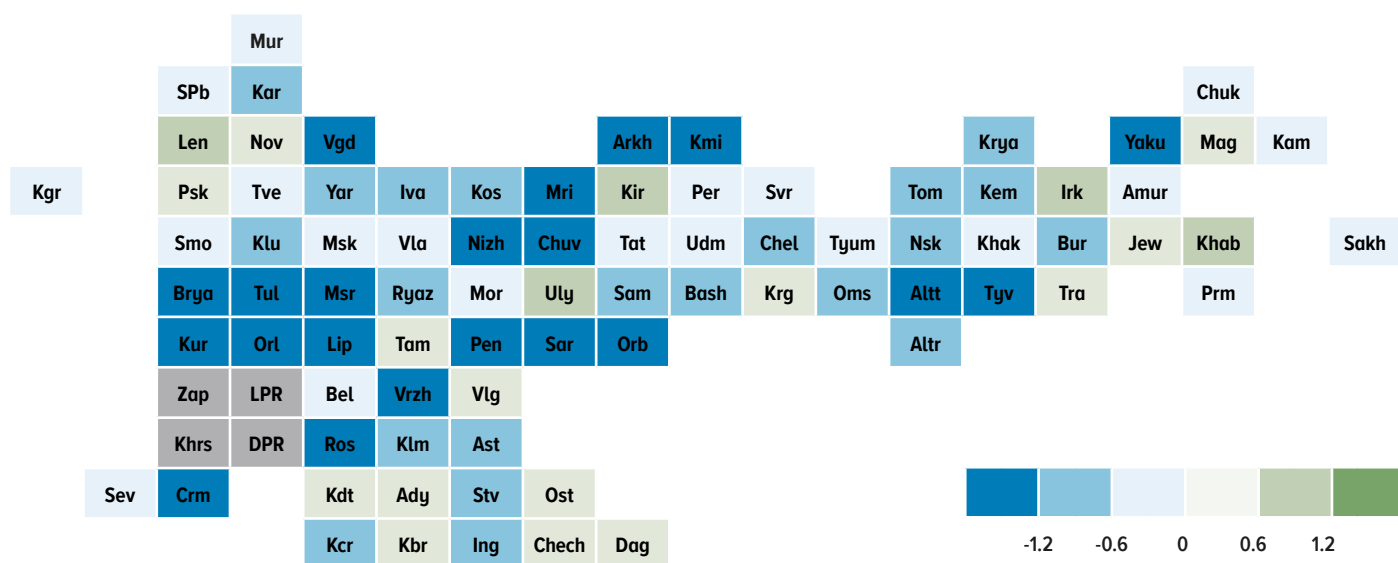 Mur
SPb Kar Chuk
Len Nov Vgd Arkh Kmi Krya Yaku Mag Kam
Kgr Psk Tve Yar Iva Kos Mri Kir Per Svr Tom Kem Irk Amur
Smo Klu Msk Vla Nizh Chuv Tat Udm Chel Tyum Nsk Khak Bur Jew Khab Sakh
Brya Tul Msr Ryaz Mor Uly Sam Bash Krg Oms Altt Tyv Tra Prm
Kur Orl Lip Tam Pen Sar Orb Altr
Zap LPR Bel Vrzh Vlg
Khrs DPR Ros Klm Ast
Sev Crm Kdt Ady Stv Ost
Kcr Kbr Ing Chech Dag
-1.2 -0.6 0 0.6 1.2